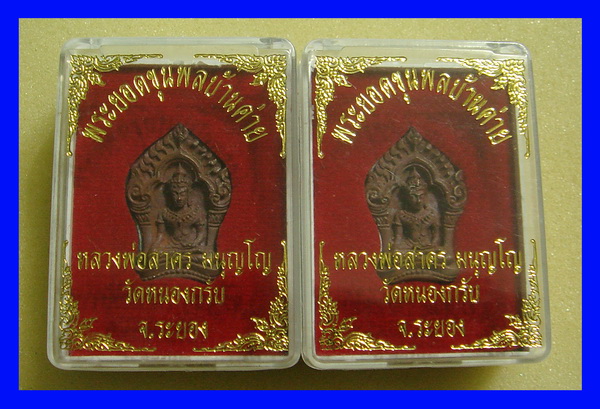 พระยอดขุนพลบ้านค่าย
หลวงพ่อสาคร มนุญโญ
วัดหนองกรับ
จ.ระยอง
พระยอดขุนพลบ้านค่าย
หลวงพ่อสาคร มนุญโญ
วัดหนองกรับ
จ.ระยอง